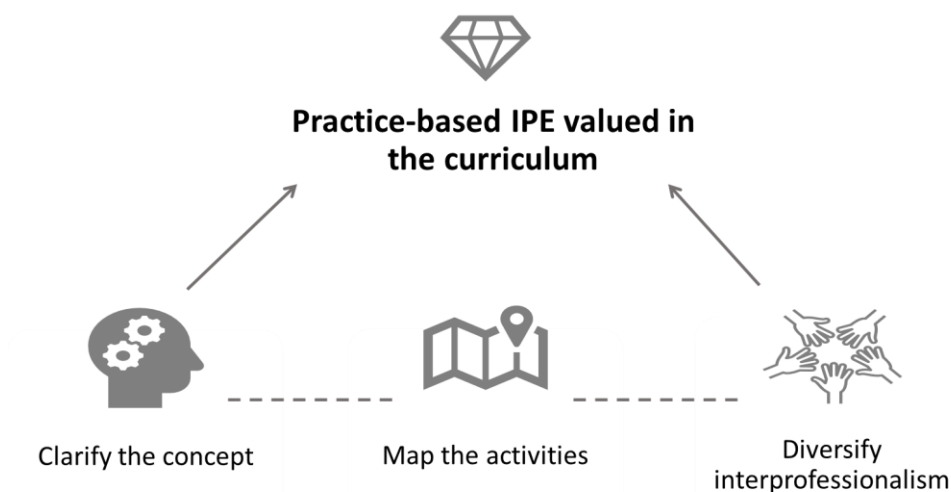 Practice-based IPE valued in
the curriculum
Clarify the concept
Map the activities
Diversify
interprofessionalism